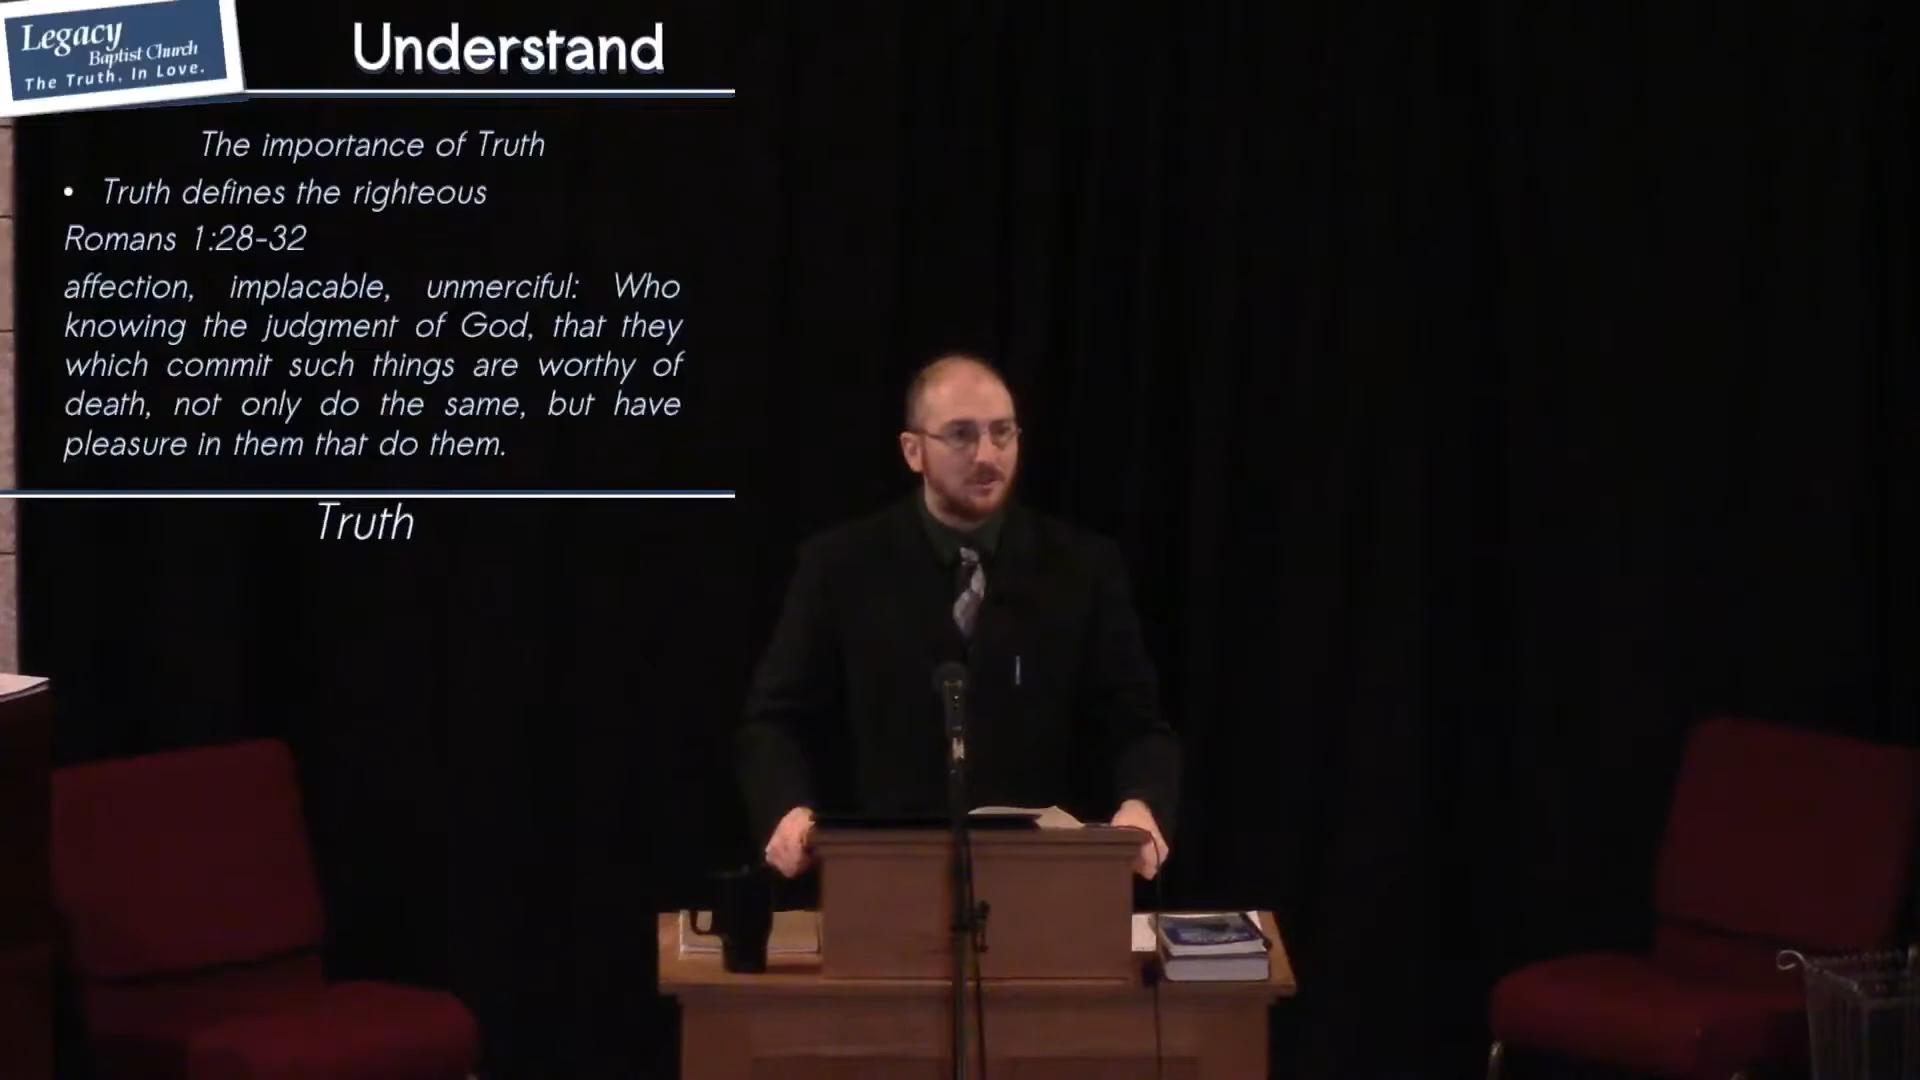 Legacy
Baptist Church
The Truth. In Love.
Understand
The importance of Truth
• Truth defines the righteous
Romans 1:28-32
affection, implacable, unmerciful: Who
knowing the judgment of God, that they
which commit such things are worthy of
death, not only do the same, but have
pleasure in them that do them.
Truth